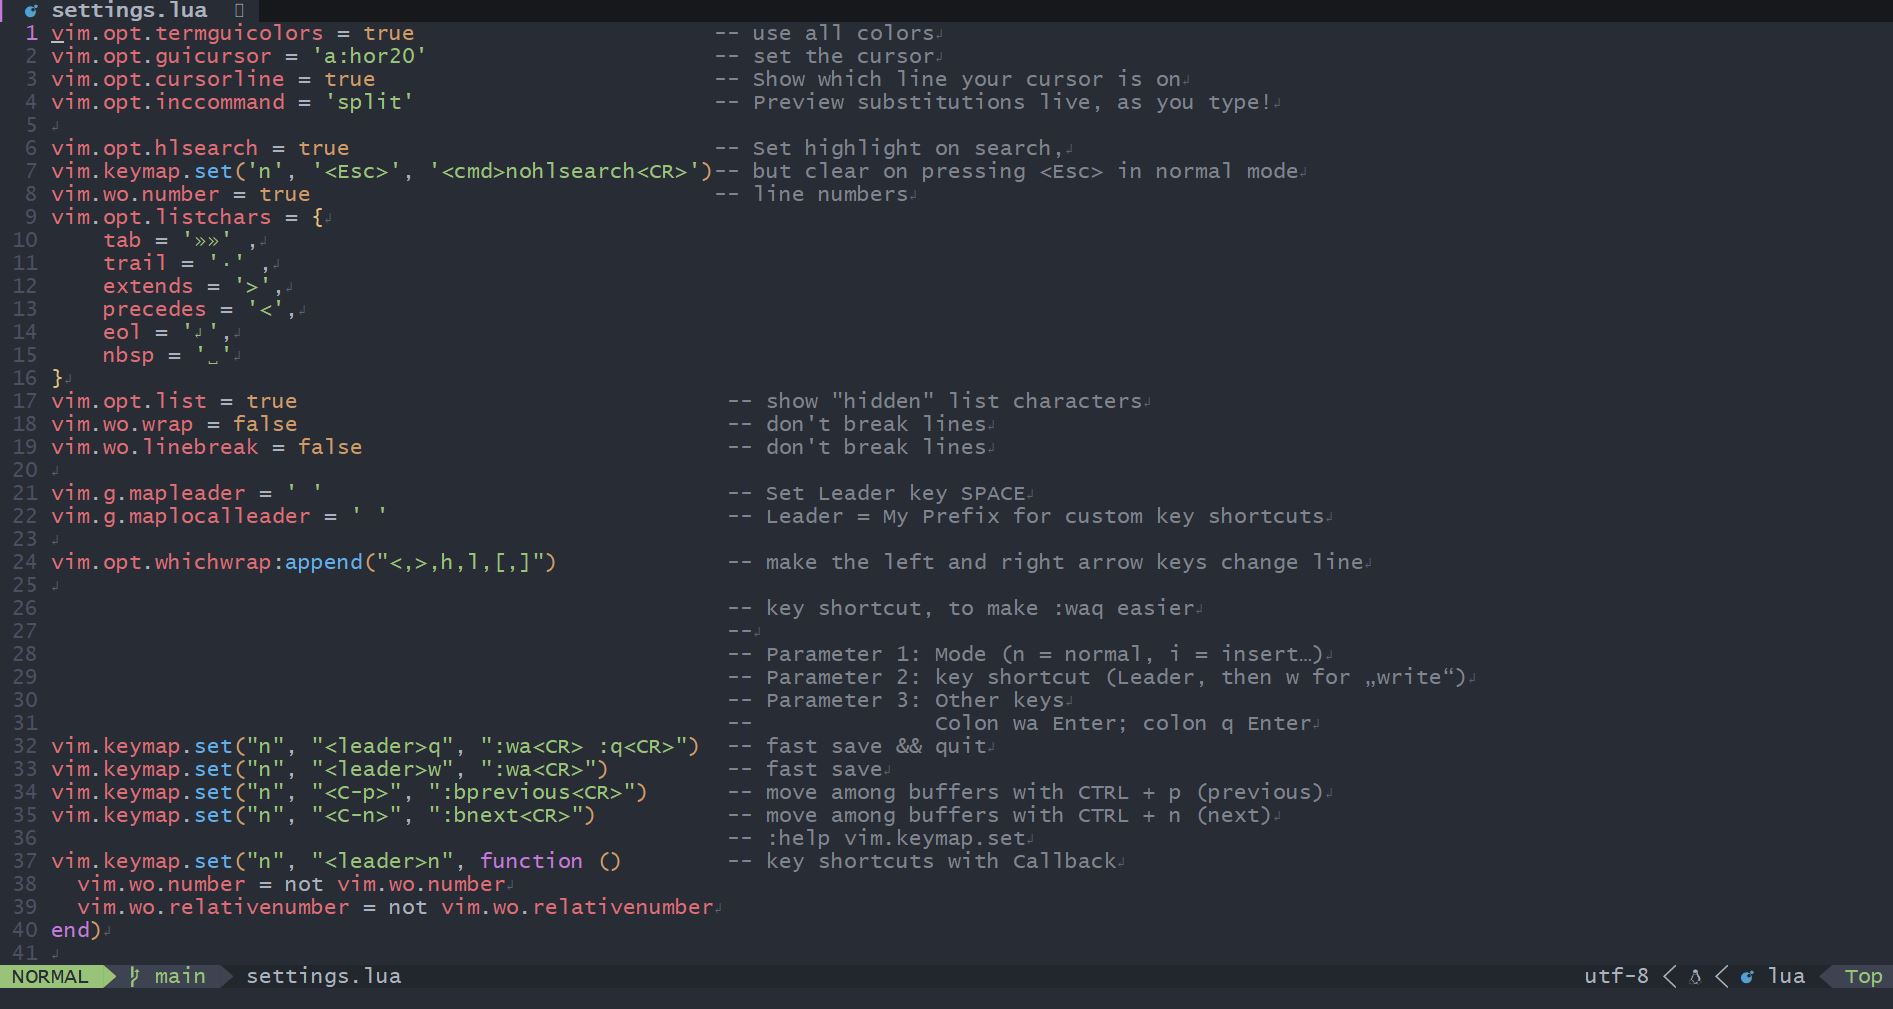 settings.lua
1 vim.opt.termguicolors = true                       -- use all colors↲
2 vim.opt.guicursor = 'a:hor20'                      -- set the cursor↲
3 vim.opt.cursorline = true                          -- Show which line your cursor is on↲
4 vim.opt.inccommand = 'split'                       -- Preview substitutions live, as you type!↲
5 ↲
6 vim.opt.hlsearch = true                            -- Set highlight on search,↲
7 vim.keymap.set('n', '<Esc>', '<cmd>nohlsearch<CR>')-- but clear on pressing <Esc> in normal mode↲
8 vim.wo.number = true                               -- line numbers↲
9 vim.opt.listchars = {↲
10     tab = '»»' ,↲
11     trail = '·' ,↲
12     extends = '>',↲
13     precedes = '<',↲
14     eol = '↲',↲
15     nbsp = '␣'↲
16 }↲
17 vim.opt.list = true                                 -- show "hidden" list characters↲
18 vim.wo.wrap = false                                 -- don't break lines↲
19 vim.wo.linebreak = false                            -- don't break lines↲
20 ↲
21 vim.g.mapleader = ' '                               -- Set Leader key SPACE↲
22 vim.g.maplocalleader = ' '                          -- Leader = My Prefix for custom key shortcuts↲
23 ↲
24 vim.opt.whichwrap:append("<,>,h,l,[,]")             -- make the left and right arrow keys change line↲
25 ↲
26                                                     -- key shortcut, to make :waq easier↲
27                                                     --↲
28                                                     -- Parameter 1: Mode (n = normal, i = insert…)↲
29                                                     -- Parameter 2: key shortcut (Leader, then w for „write“)↲
30                                                     -- Parameter 3: Other keys↲
31                                                     --              Colon wa Enter; colon q Enter↲
32 vim.keymap.set("n", "<leader>q", ":wa<CR> :q<CR>")  -- fast save && quit↲
33 vim.keymap.set("n", "<leader>w", ":wa<CR>")         -- fast save↲
34 vim.keymap.set("n", "<C-p>", ":bprevious<CR>")      -- move among buffers with CTRL + p (previous)↲
35 vim.keymap.set("n", "<C-n>", ":bnext<CR>")          -- move among buffers with CTRL + n (next)↲
36                                                     -- :help vim.keymap.set↲
37 vim.keymap.set("n", "<leader>n", function ()        -- key shortcuts with Callback↲
38   vim.wo.number = not vim.wo.number↲
39   vim.wo.relativenumber = not vim.wo.relativenumber↲
40 end)↲
41 ↲
NORMAL main settings.lua utf-8 lua Top